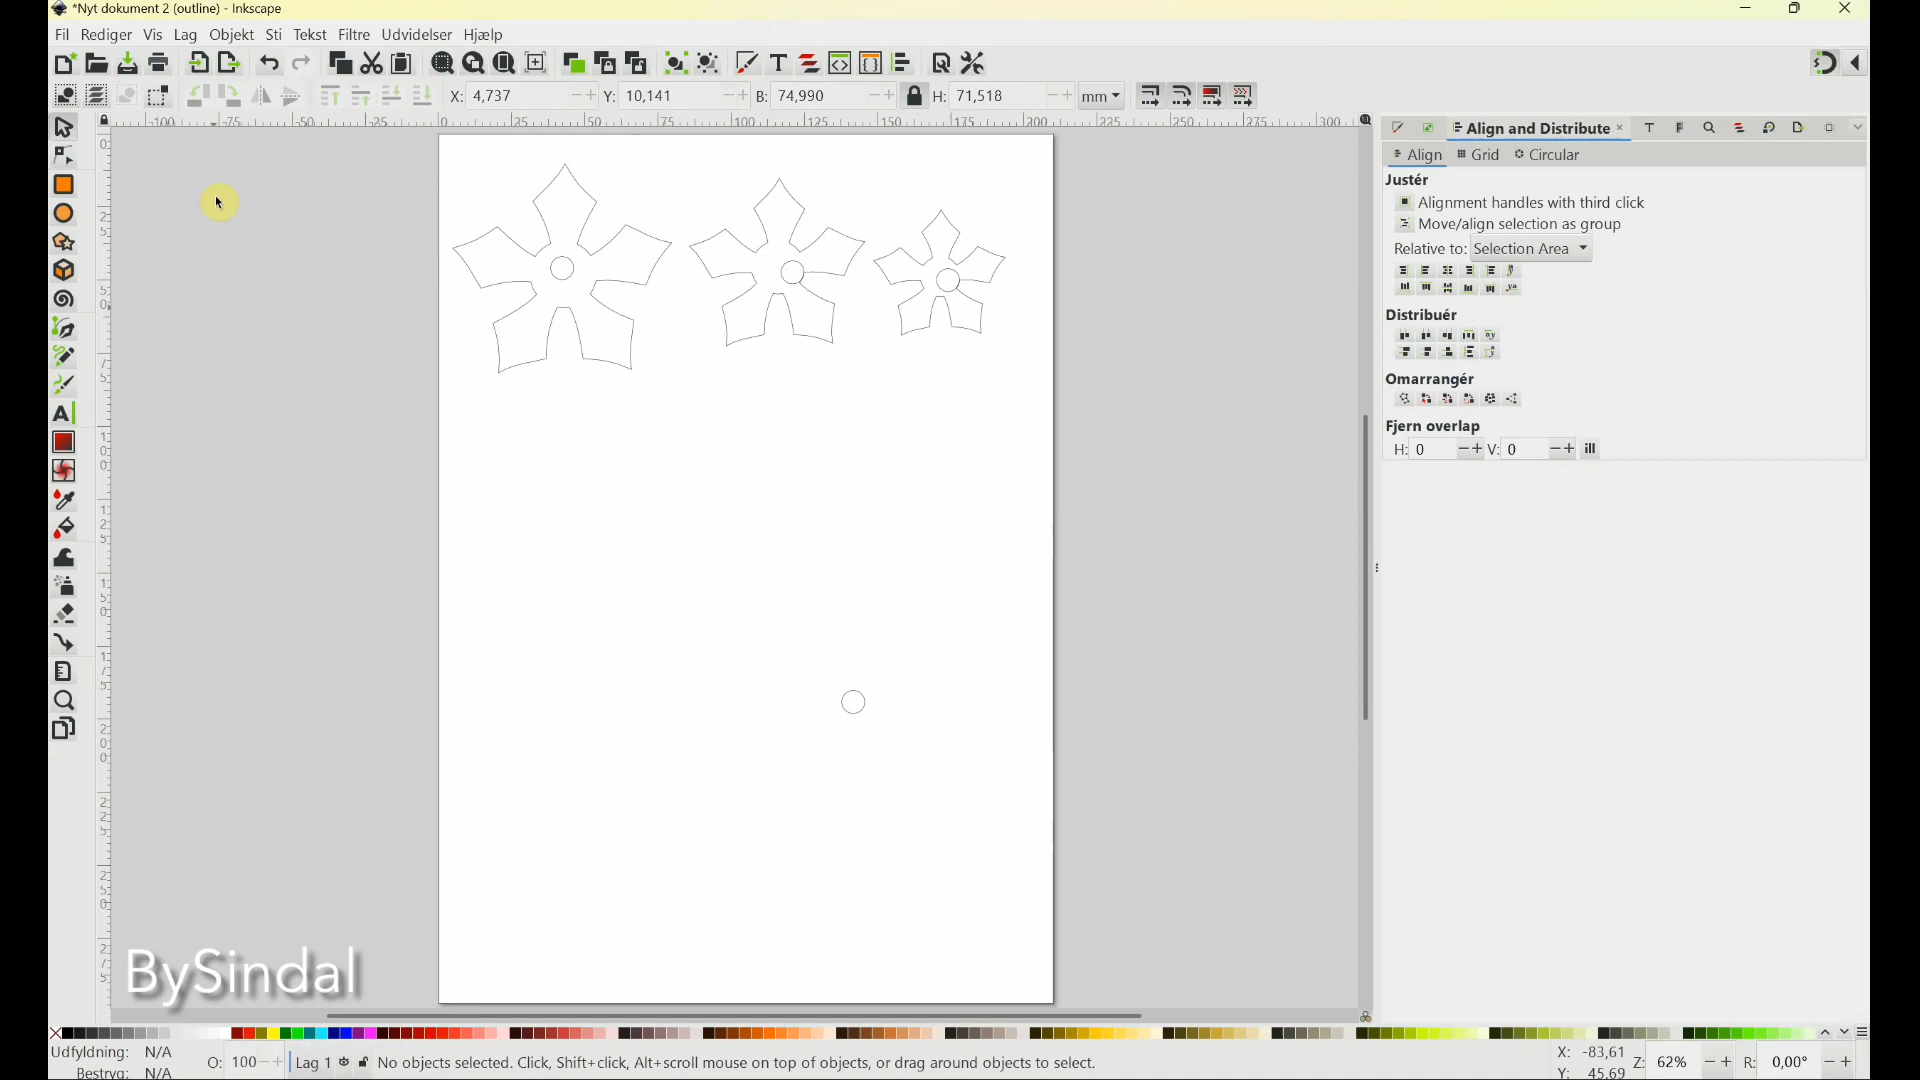 *Nyt dokument 2 (outline) - Inkscape
Fil Rediger Vis Lag Objekt Sti Tekst Filtre Udvidelser Hjælp
X: 4,737 Y: 10,141 B: 74,990 H: 71,518 mm
Align and Distribute
Align Grid Circular
Justér
Alignment handles with third click
Move/align selection as group
Relative to: Selection Area
Distribuér
Omarrangér
Fjern overlap
H: 0 V: 0
BySindal
Udfyldning: N/A
Bestryg: N/A
O: 100 Lag 1 No objects selected. Click, Shift+click, Alt+scroll mouse on top of objects, or drag around objects to select.
X: -83,61
Y: 45,69
Z: 62% R: 0,00°